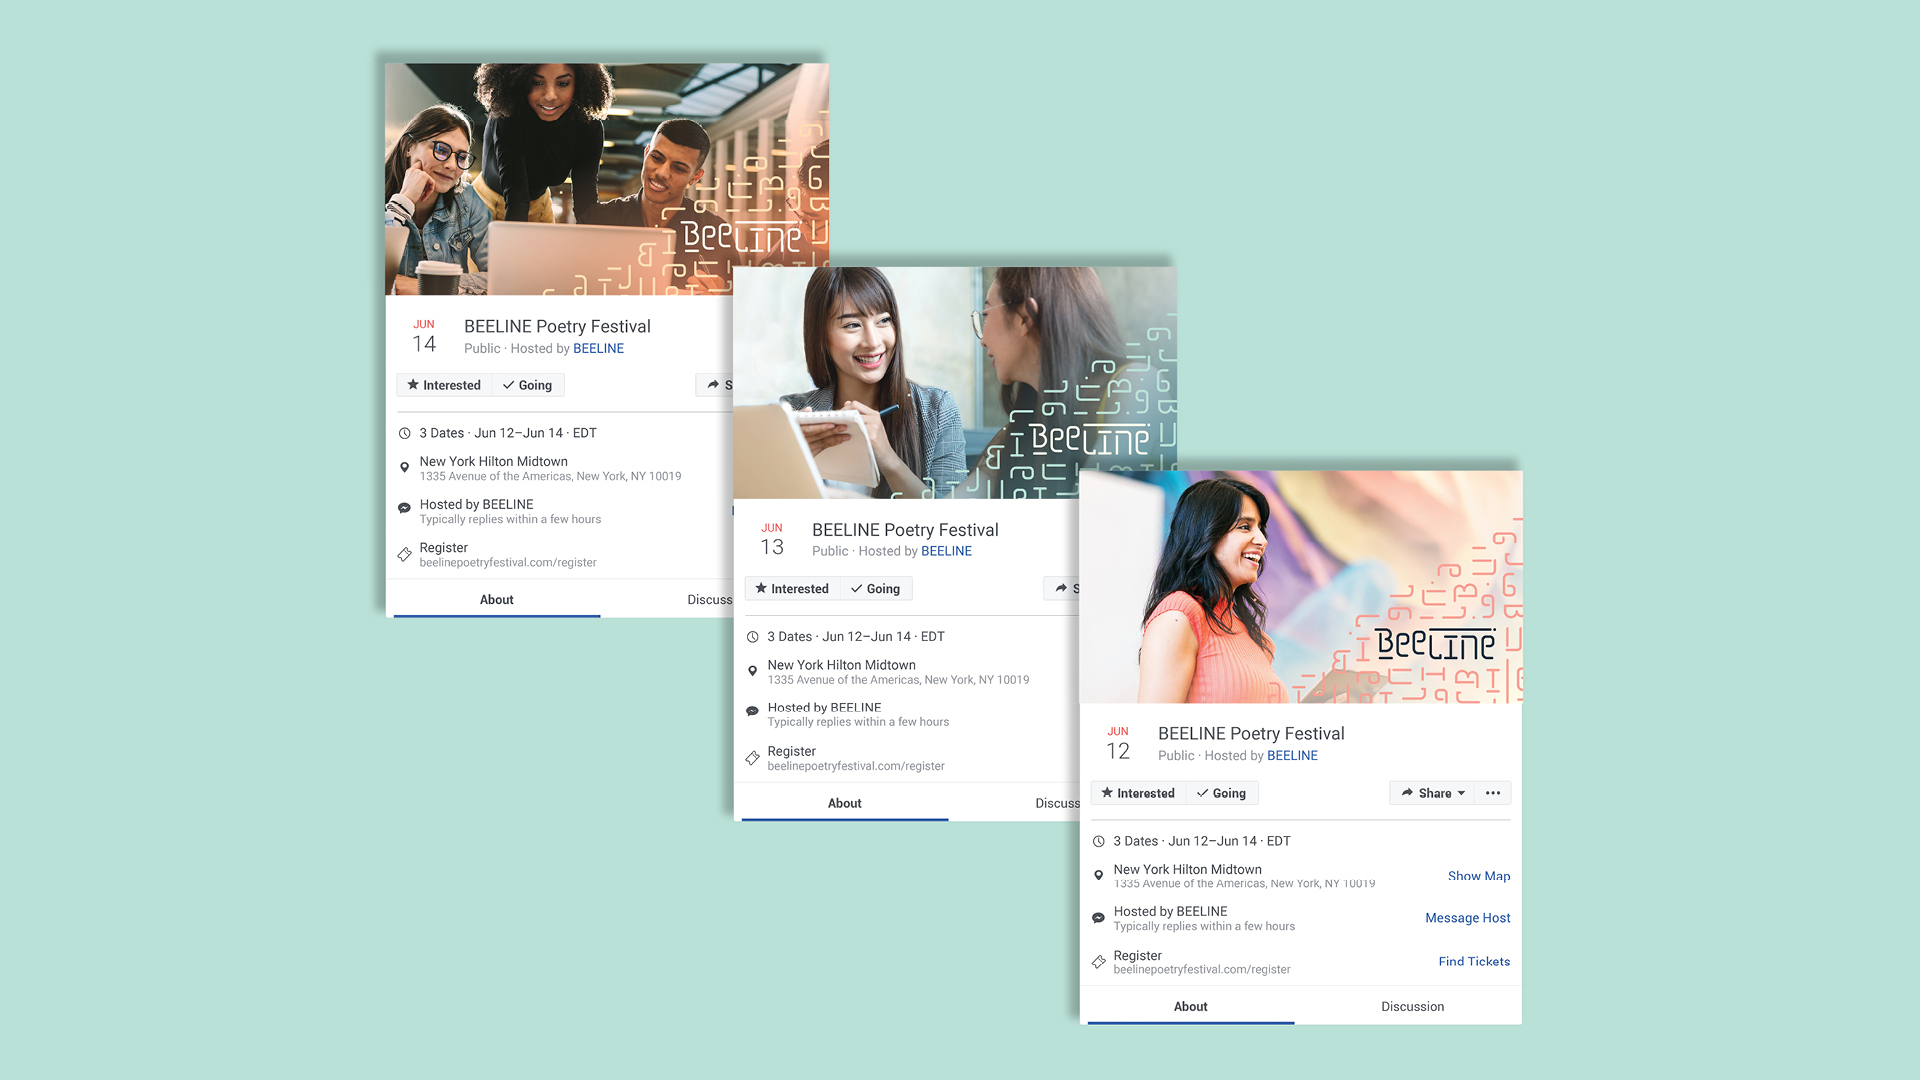 BEELINE
JUN
14
BEELINE Poetry Festival
Public · Hosted by BEELINE
Interested
Going
S
3 Dates · Jun 12–Jun 14 · EDT
New York Hilton Midtown
1335 Avenue of the Americas, New York, NY 10019
Hosted by BEELINE
Typically replies within a few hours
Register
beelinepoetryfestival.com/register
About
Discuss
BEELINE
JUN
13
BEELINE Poetry Festival
Public · Hosted by BEELINE
Interested
Going
S
3 Dates · Jun 12–Jun 14 · EDT
New York Hilton Midtown
1335 Avenue of the Americas, New York, NY 10019
Hosted by BEELINE
Typically replies within a few hours
Register
beelinepoetryfestival.com/register
About
Discuss
BEELINE
JUN
12
BEELINE Poetry Festival
Public · Hosted by BEELINE
Interested
Going
Share
3 Dates · Jun 12–Jun 14 · EDT
New York Hilton Midtown
1335 Avenue of the Americas, New York, NY 10019
Show Map
Hosted by BEELINE
Typically replies within a few hours
Message Host
Register
beelinepoetryfestival.com/register
Find Tickets
About
Discussion